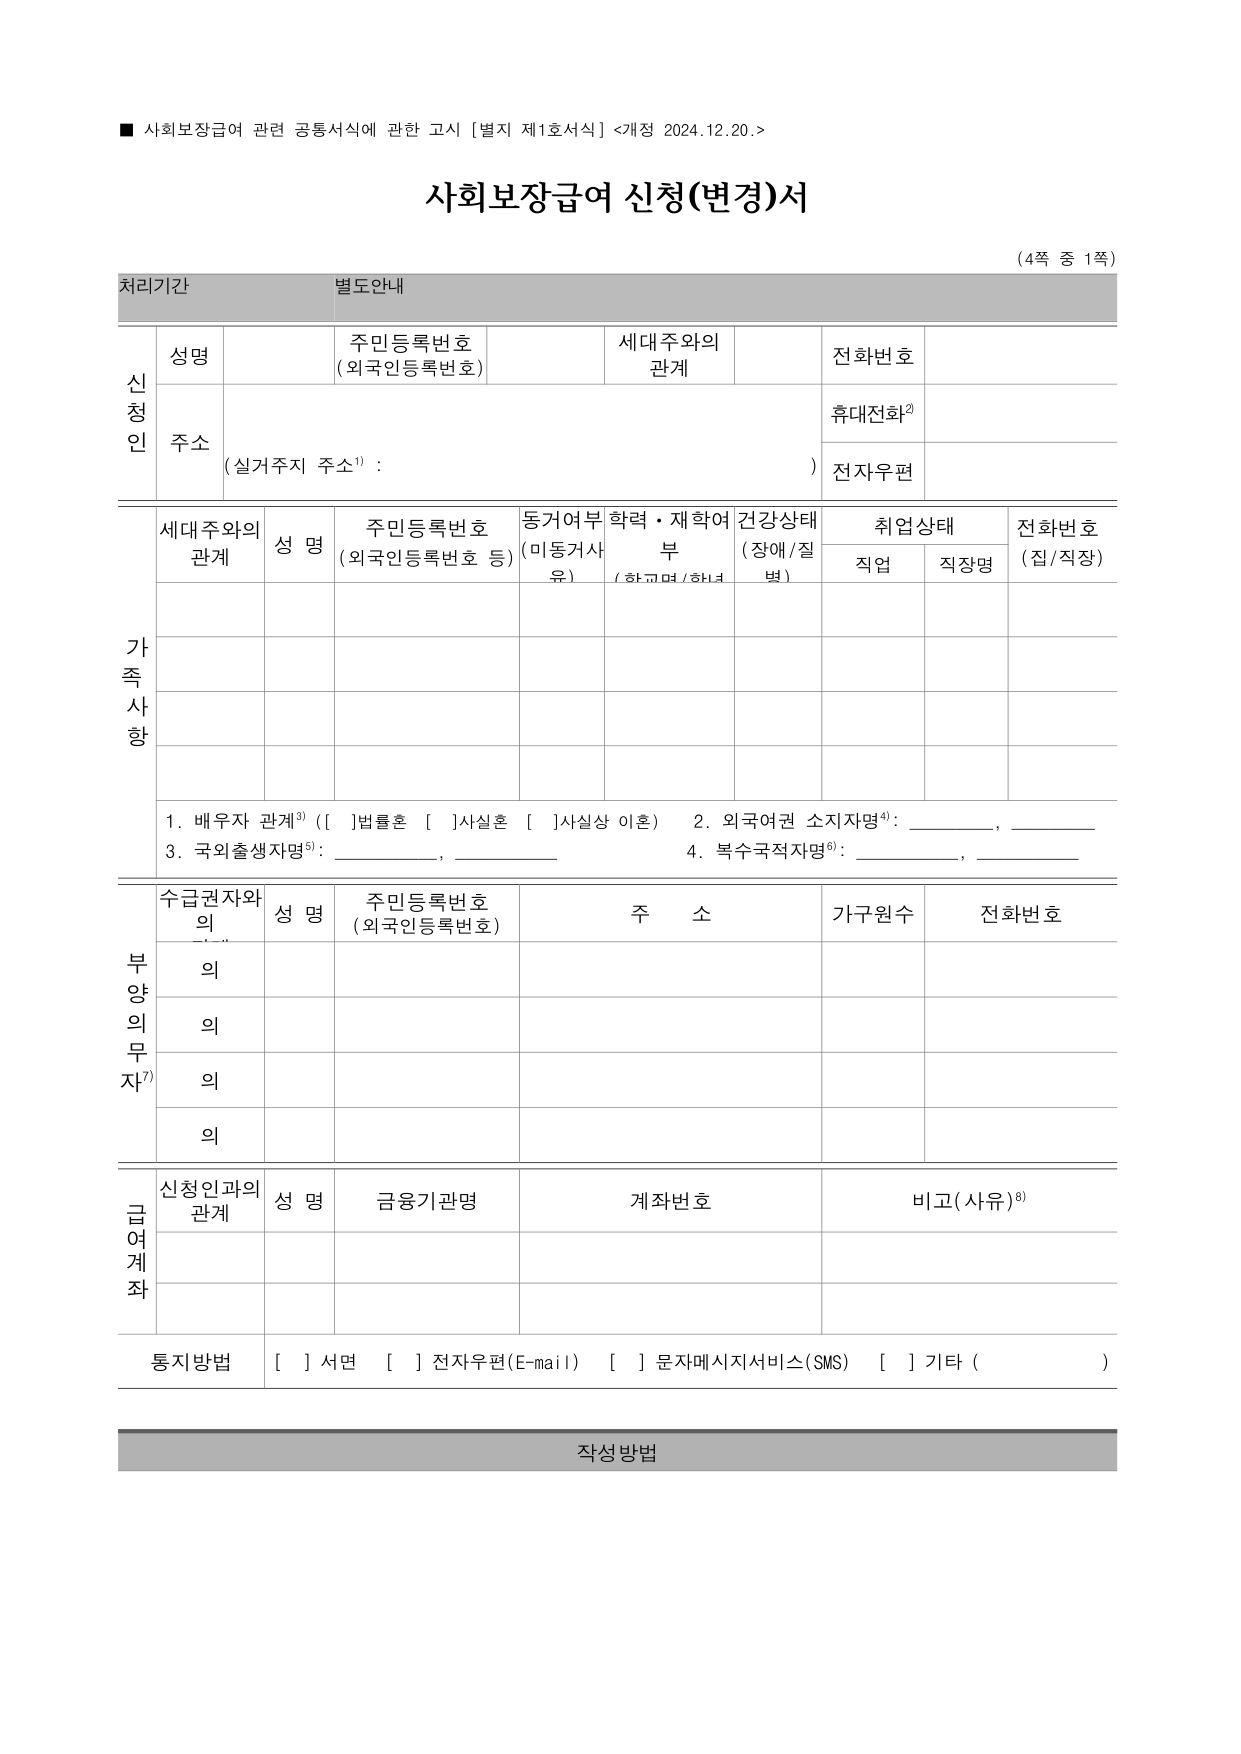 ■ 사회보장급여 관련 공통서식에 관한 고시 [별지 제1호서식] <개정 2024.12.20.>
사회보장급여 신청(변경)서
(4쪽 중 1쪽)
처리기간 별도안내
신청인
성명 주민등록번호 (외국인등록번호) 세대주와의 관계 전화번호
주소 휴대전화2)
(실거주지 주소1) : )
전자우편
가족사항
세대주와의 관계 성 명 주민등록번호 (외국인등록번호 등) 동거여부 (미동거사유) 학력·재학여부 (학교명/학년 건강상태 (장애/질병) 취업상태 전화번호 (집/직장)
직업 직장명
1. 배우자 관계3) ([ ]법률혼 [ ]사실혼 [ ]사실상 이혼) 2. 외국여권 소지자명4): ________, ________
3. 국외출생자명5): __________, __________ 4. 복수국적자명6): __________, __________
부양의무자7)
수급권자와의 성 명 주민등록번호 (외국인등록번호) 주 소 가구원수 전화번호
의
의
의
의
급여계좌
신청인과의 관계 성 명 금융기관명 계좌번호 비고(사유)8)
통지방법 [ ] 서면 [ ] 전자우편(E-mail) [ ] 문자메시지서비스(SMS) [ ] 기타 ( )
작성방법